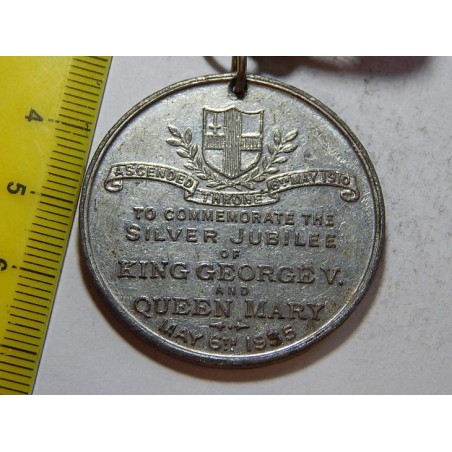 ASCENDED THRONE 6TH MAY 1910
TO COMMEMORATE THE
SILVER JUBILEE
OF
KING GEORGE V.
AND
QUEEN MARY
MAY 6TH 1935
4
5